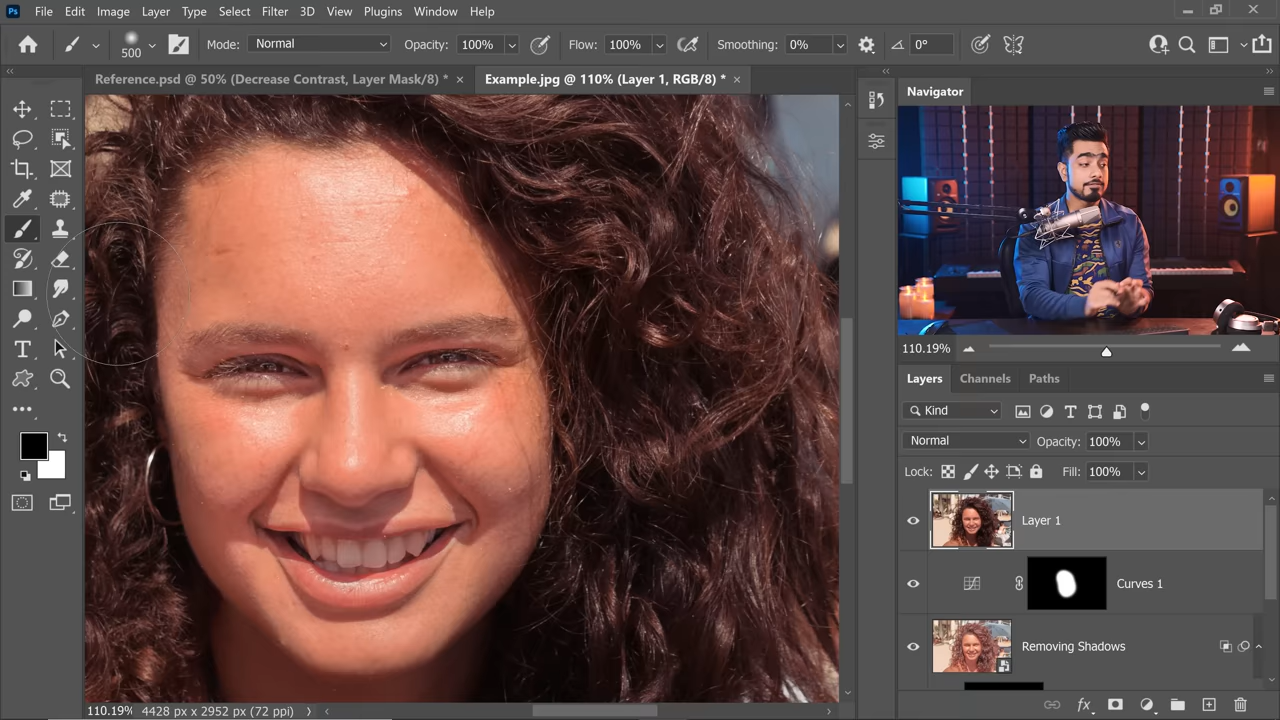 Ps File Edit Image Layer Type Select Filter 3D View Plugins Window Help
500 Mode: Normal Opacity: 100% Flow: 100% Smoothing: 0% 0°
Reference.psd @ 50% (Decrease Contrast, Layer Mask/8) * × Example.jpg @ 110% (Layer 1, RGB/8) * ×
Navigator
110.19%
Layers Channels Paths
Kind
Normal Opacity: 100%
Lock: Fill: 100%
Layer 1
Curves 1
Removing Shadows
fx
110.19% 4428 px x 2952 px (72 ppi)